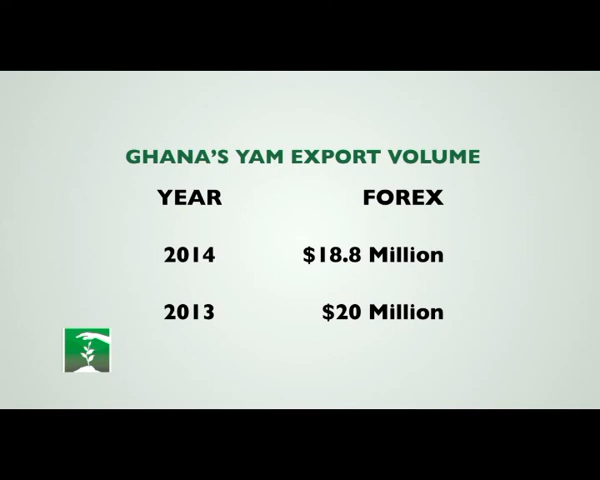 GHANA'S YAM EXPORT VOLUME
YEAR FOREX
2014 $18.8 Million
2013 $20 Million